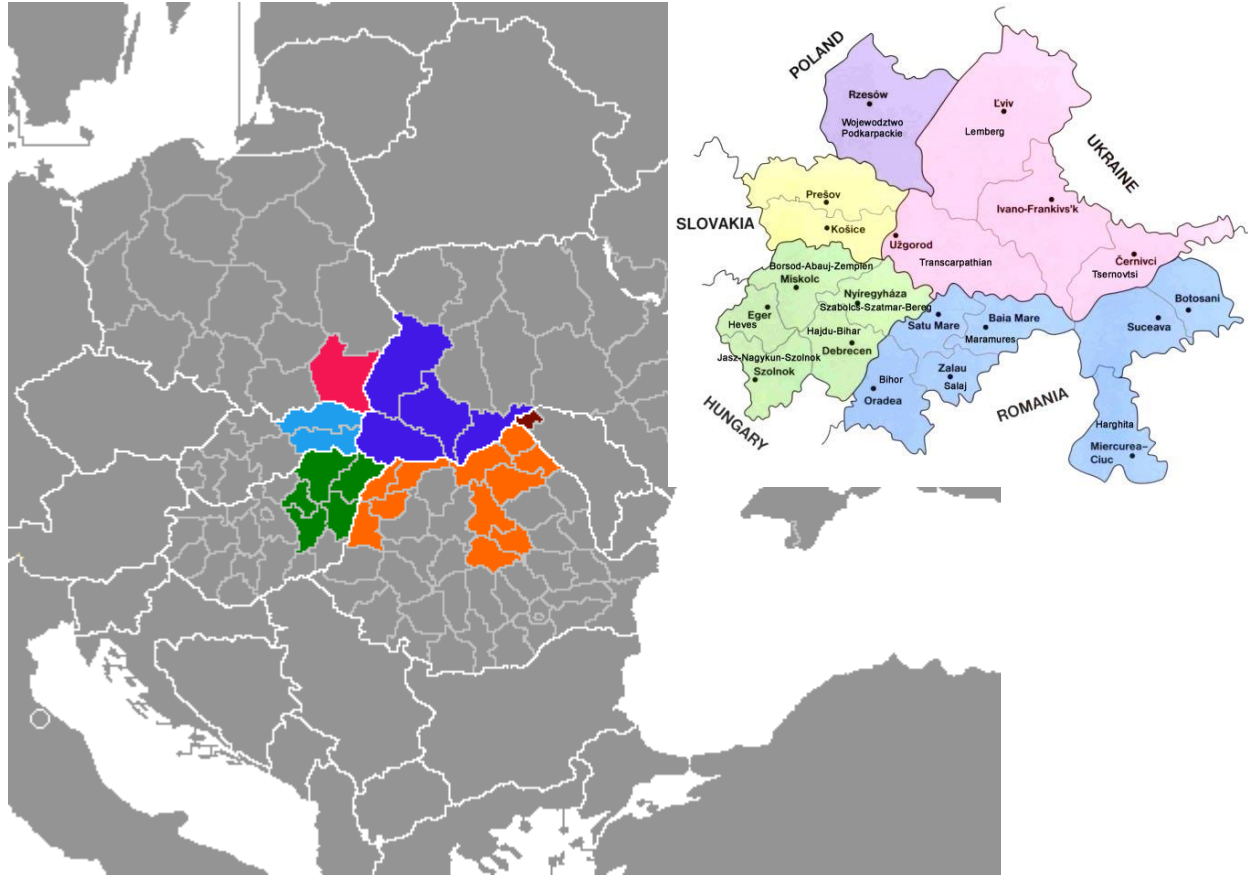 POLAND
Rzesòw
Wojewodztwo
Podkarpackie
Ľviv
Lemberg
UKRAINE
Prešov
Ivano-Frankivs'k
SLOVAKIA
Košice
Užgorod
Transcarpathian
Černivci
Tsernovtsi
Borsod-Abauj-Zemplén
Miskolc
Nyíregyháza
Szabolcs-Szatmar-Bereg
Eger
Heves
Hajdu-Bihar
Debrecen
Jasz-Nagykun-Szolnok
Szolnok
HUNGARY
Satu Mare
Baia Mare
Maramures
Botosani
Suceava
Bihor
Oradea
Zalau
Salaj
ROMANIA
Harghita
Miercurea–
Ciuc